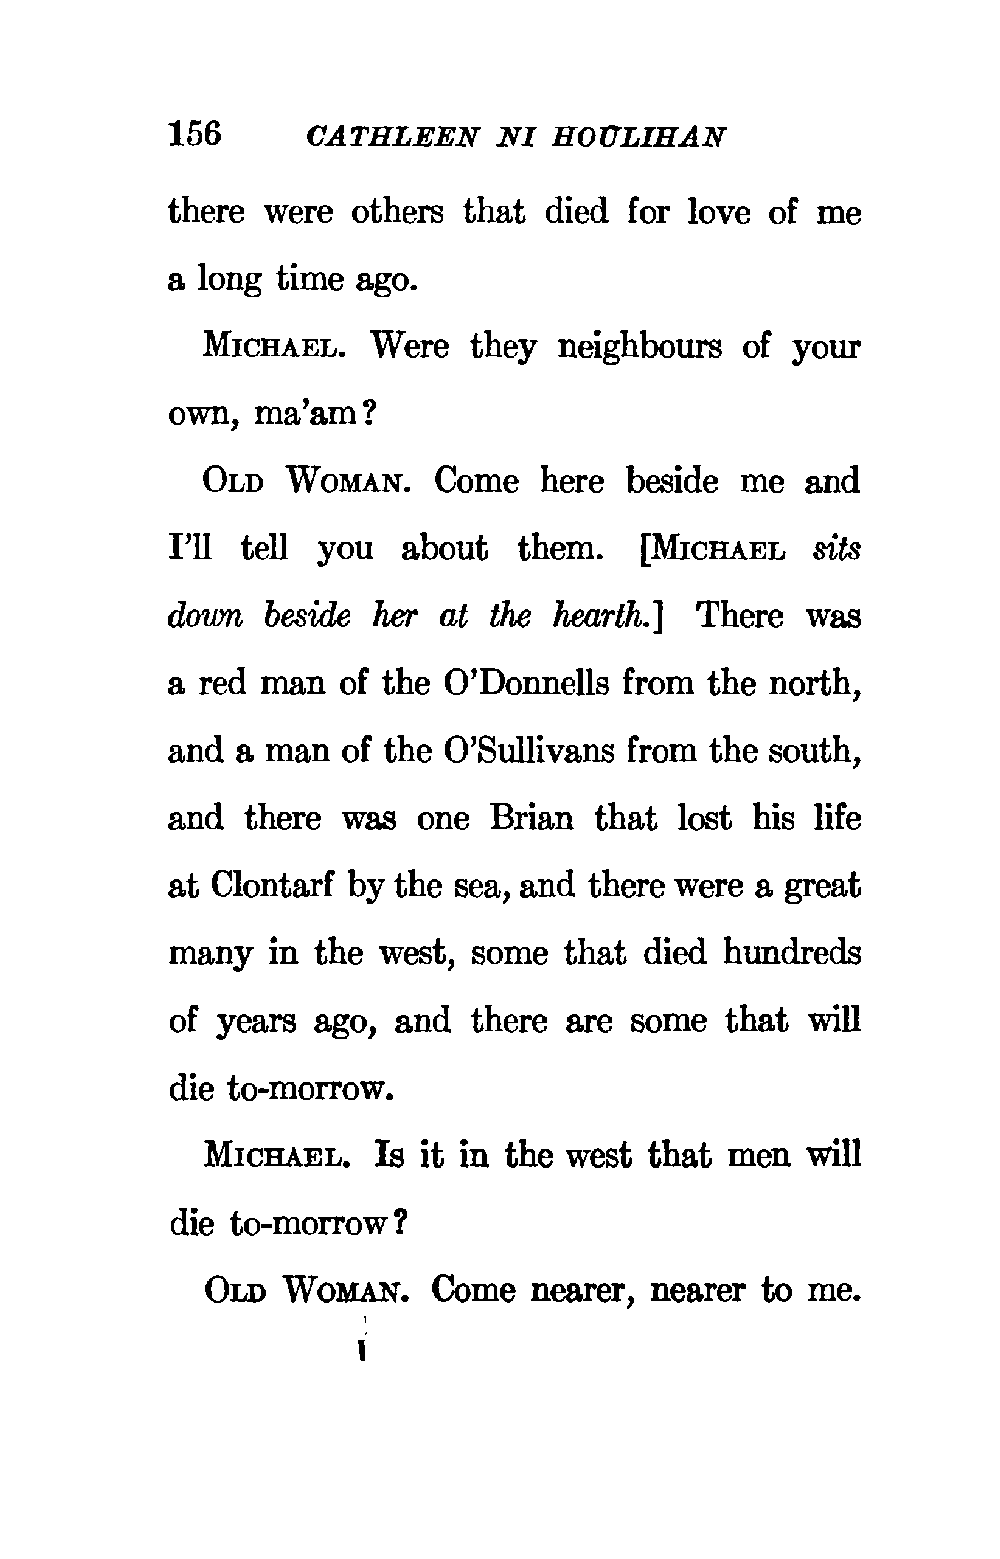 156 CATHLEEN NI HOULIHAN
there were others that died for love of me
a long time ago.
MICHAEL. Were they neighbours of your
own, ma'am?
OLD WOMAN. Come here beside me and
I'll tell you about them. [MICHAEL sits
down beside her at the hearth.] There was
a red man of the O'Donnells from the north,
and a man of the O'Sullivans from the south,
and there was one Brian that lost his life
at Clontarf by the sea, and there were a great
many in the west, some that died hundreds
of years ago, and there are some that will
die to-morrow.
MICHAEL. Is it in the west that men will
die to-morrow?
OLD WOMAN. Come nearer, nearer to me.